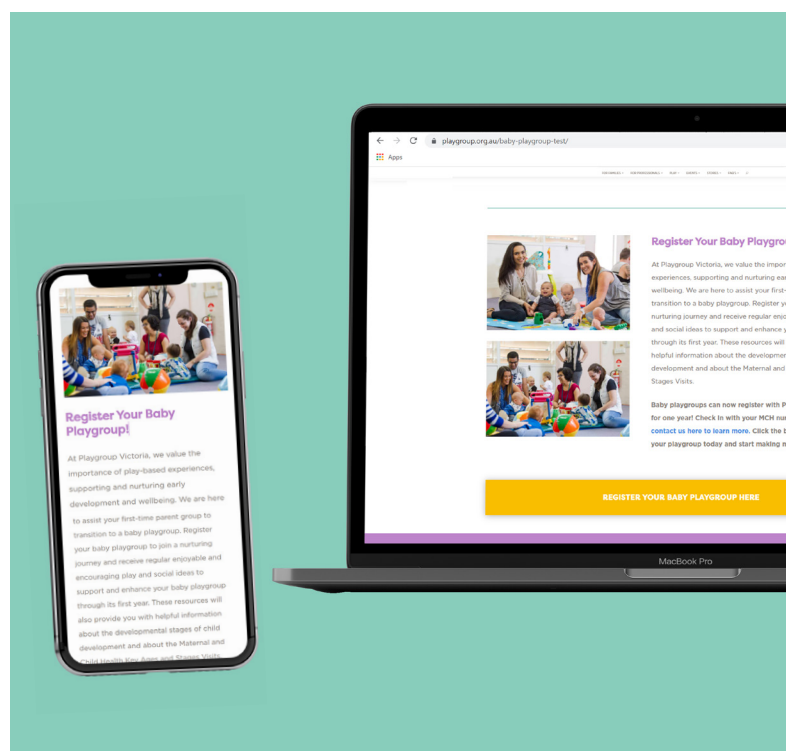 playgroup.org.au/baby-playgroup-test/
Apps
Register Your Baby Playgrou
At Playgroup Victoria, we value the impor
experiences, supporting and nurturing ea
wellbeing. We are here to assist your first-
transition to a baby playgroup. Register y
nurturing journey and receive regular enjo
and social ideas to support and enhance y
through its first year. These resources will
helpful information about the developmen
development and about the Maternal and
Stages Visits.
Baby playgroups can now register with P
for one year! Check in with your MCH nur
contact us here to learn more. Click the b
your playgroup today and start making m
REGISTER YOUR BABY PLAYGROUP HERE
MacBook Pro
Register Your Baby
Playgroup!
At Playgroup Victoria, we value the
importance of play-based experiences,
supporting and nurturing early
development and wellbeing. We are here
to assist your first-time parent group to
transition to a baby playgroup. Register
your baby playgroup to join a nurturing
journey and receive regular enjoyable and
encouraging play and social ideas to
support and enhance your baby playgroup
through its first year. These resources will
also provide you with helpful information
about the developmental stages of child
development and about the Maternal and
Child Health Key Ages and Stages Visits.